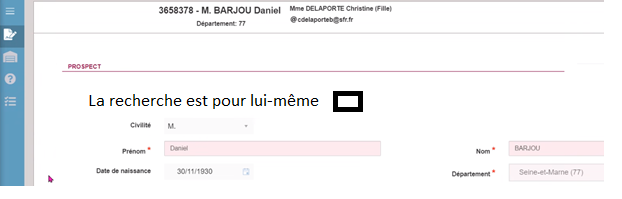 3658378 - M. BARJOU Daniel
Mme DELAPORTE Christine (Fille)
Département: 77
@cdelaporteb@sfr.fr
PROSPECT
La recherche est pour lui-même
Civilité M.
Prénom * Daniel
Nom * BARJOU
Date de naissance 30/11/1930
Département * Seine-et-Marne (77)